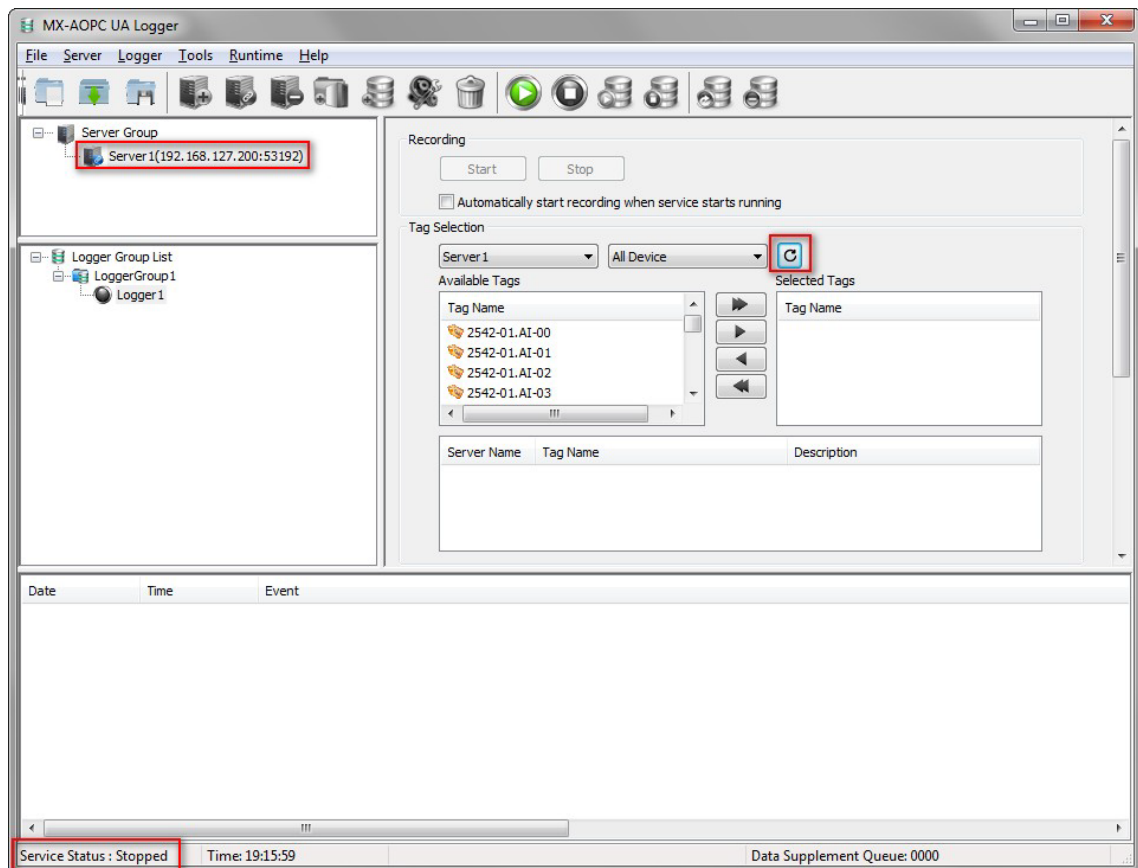 MX-AOPC UA Logger
File Server Logger Tools Runtime Help
Server Group
Server1(192.168.127.200:53192)
Logger Group List
LoggerGroup1
Logger1
Recording
Start Stop
Automatically start recording when service starts running
Tag Selection
Server1 All Device
Available Tags Selected Tags
Tag Name Tag Name
2542-01.AI-00
2542-01.AI-01
2542-01.AI-02
2542-01.AI-03
Server Name Tag Name Description
Date Time Event
Service Status : Stopped Time: 19:15:59 Data Supplement Queue: 0000